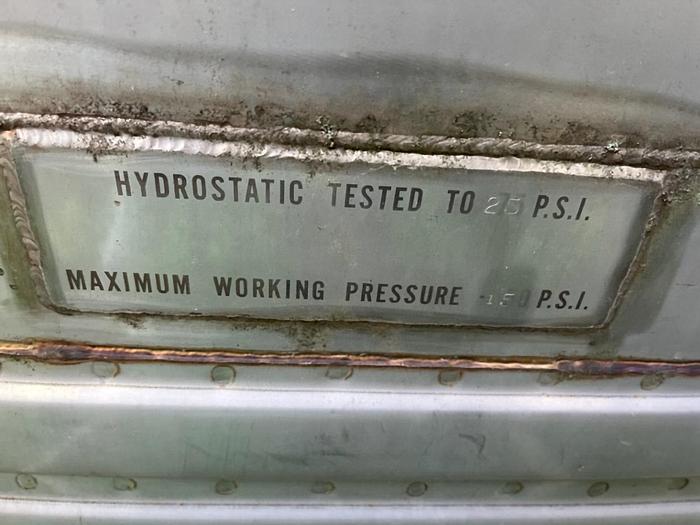 HYDROSTATIC TESTED TO P.S.I.
MAXIMUM WORKING PRESSURE P.S.I.